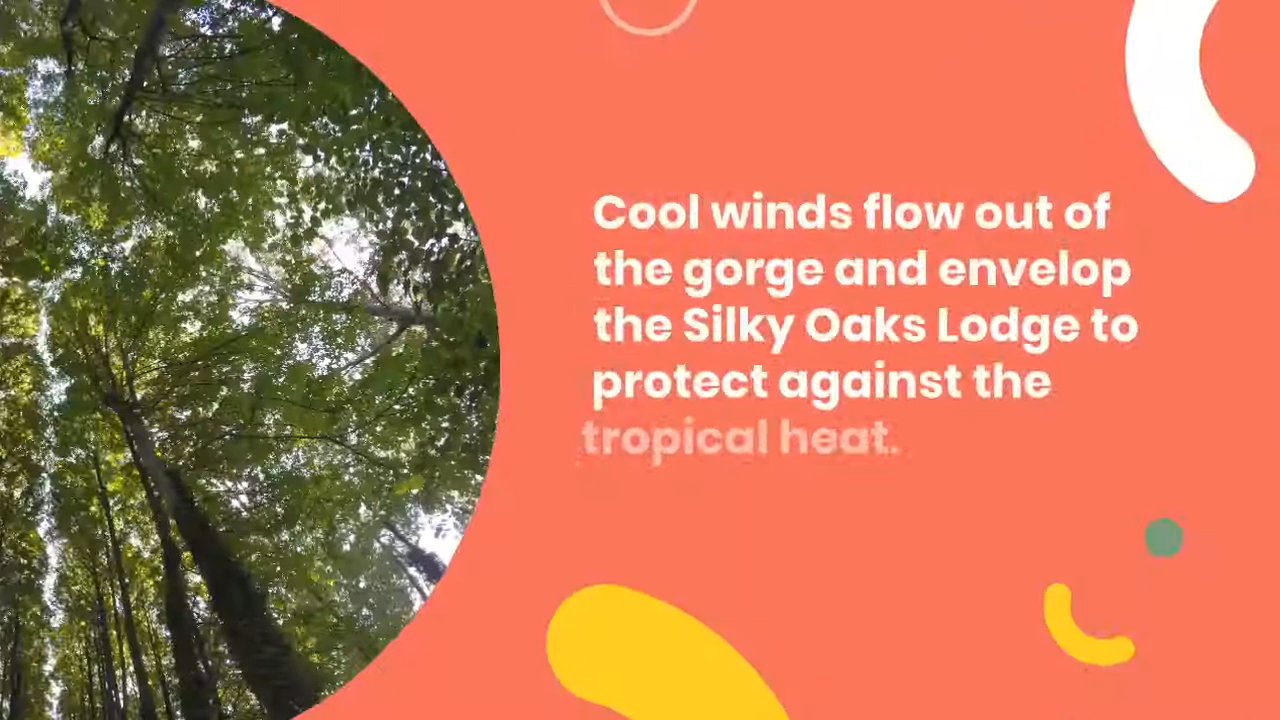 Cool winds flow out of
the gorge and envelop
the Silky Oaks Lodge to
protect against the
tropical heat.